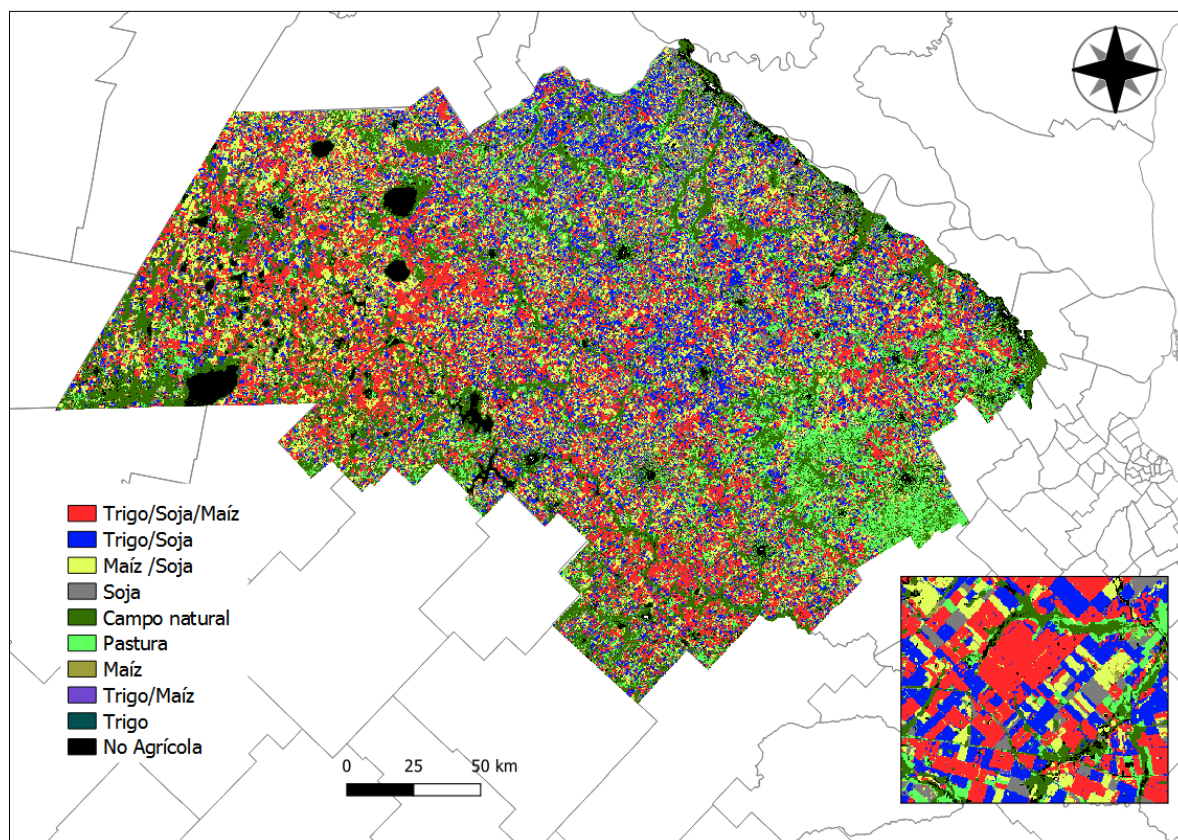 Trigo/Soja/Maíz
Trigo/Soja
Maíz /Soja
Soja
Campo natural
Pastura
Maíz
Trigo/Maíz
Trigo
No Agrícola
0 25 50 km